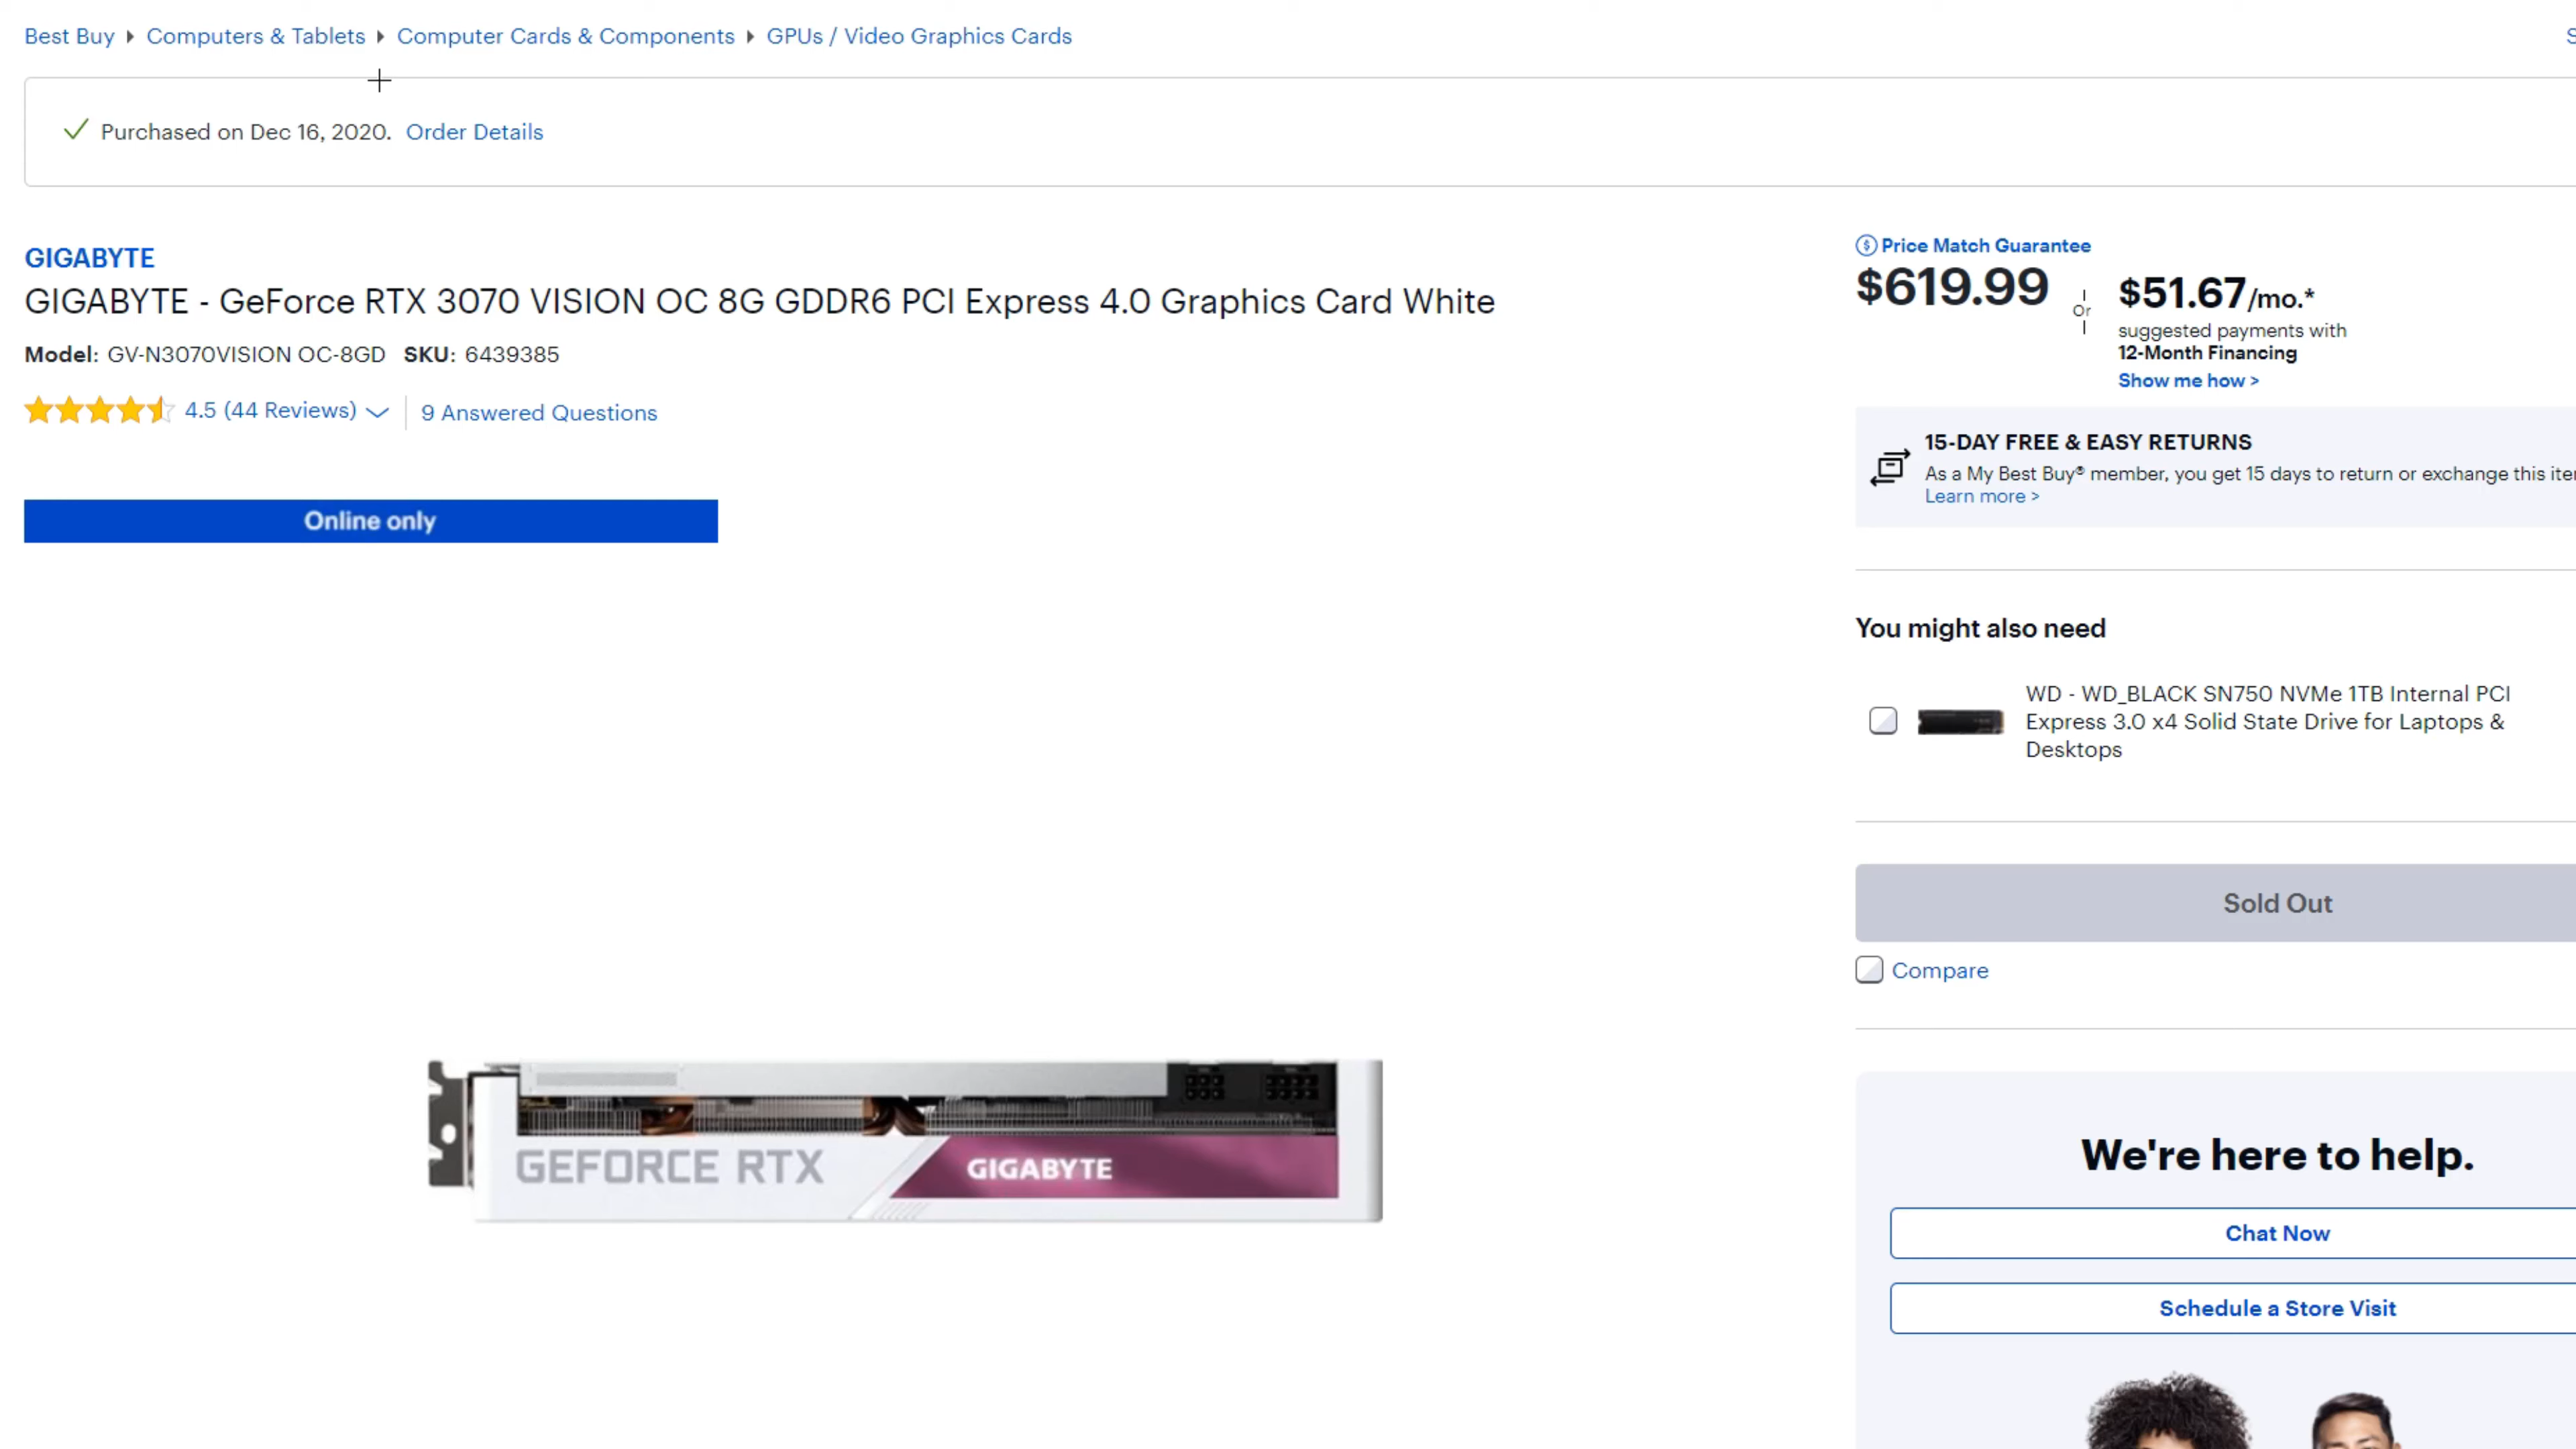 Best Buy Computers & Tablets Computer Cards & Components GPUs / Video Graphics Cards
Purchased on Dec 16, 2020. Order Details
GIGABYTE
GIGABYTE - GeForce RTX 3070 VISION OC 8G GDDR6 PCI Express 4.0 Graphics Card White
Model: GV-N3070VISION OC-8GD SKU: 6439385
4.5 (44 Reviews) 9 Answered Questions
Online only
GEFORCE RTX GIGABYTE
Price Match Guarantee
$619.99
Or
$51.67/mo.*
suggested payments with
12-Month Financing
Show me how >
15-DAY FREE & EASY RETURNS
As a My Best Buy® member, you get 15 days to return or exchange this
Learn more >
You might also need
WD - WD_BLACK SN750 NVMe 1TB Internal PCI
Express 3.0 x4 Solid State Drive for Laptops &
Desktops
Sold Out
Compare
We're here to help.
Chat Now
Schedule a Store Visit